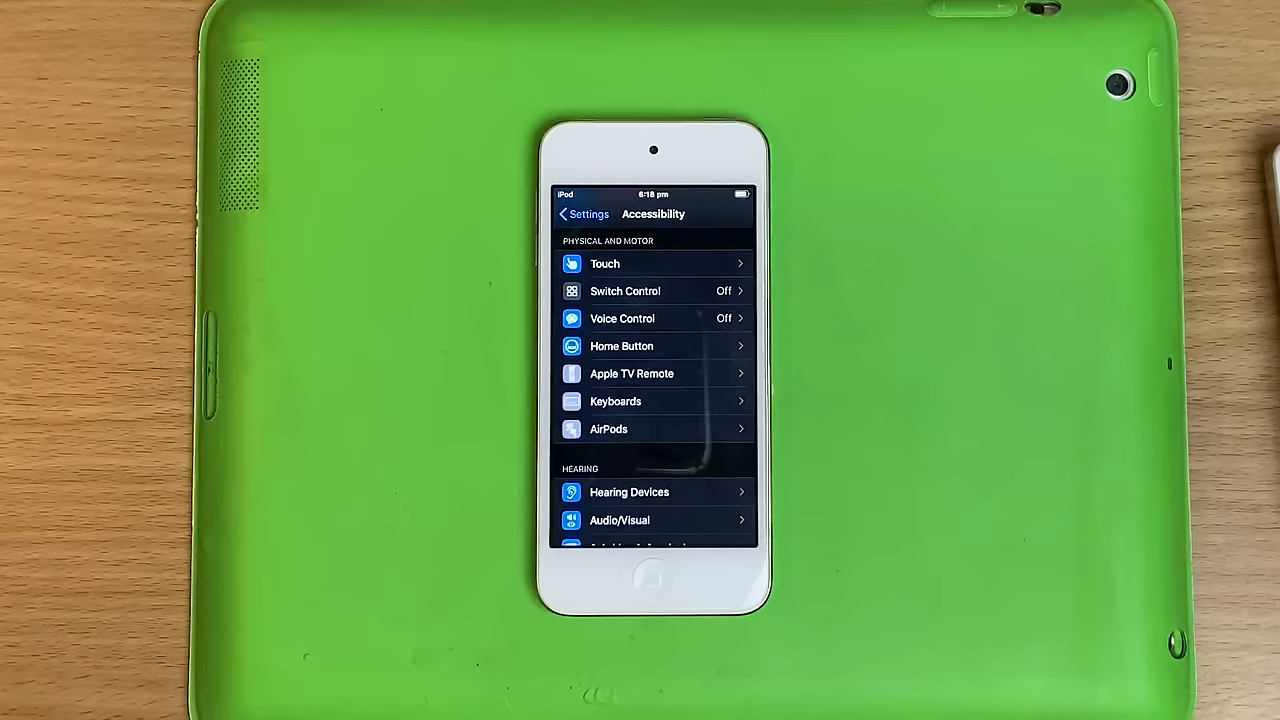 iPod 6:18 pm
Settings Accessibility
PHYSICAL AND MOTOR
Touch
Switch Control Off
Voice Control Off
Home Button
Apple TV Remote
Keyboards
AirPods
HEARING
Hearing Devices
Audio/Visual